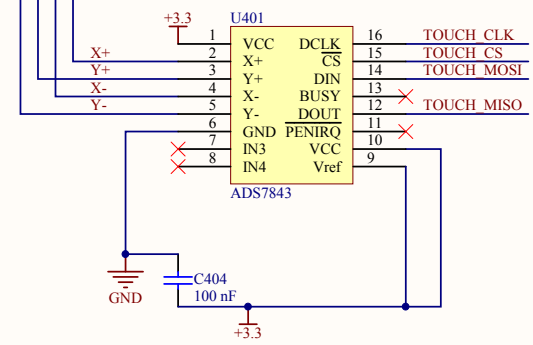 +3.3
U401
1 VCC DCLK 16 TOUCH_CLK
X+ 2 X+ CS 15 TOUCH_CS
Y+ 3 Y+ DIN 14 TOUCH_MOSI
X- 4 X- BUSY 13
Y- 5 Y- DOUT 12 TOUCH_MISO
6 GND PENIRQ 11
7 IN3 VCC 10
8 IN4 Vref 9
ADS7843
C404
100 nF
GND
+3.3